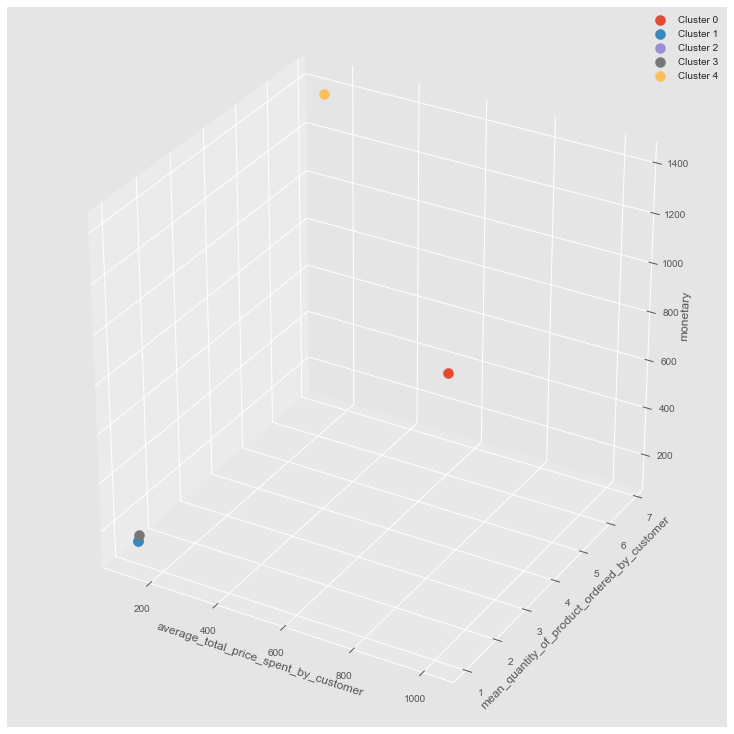 Cluster 0
Cluster 1
Cluster 2
Cluster 3
Cluster 4
1400
1200
1000
800
600
400
200
monetary
7
6
5
4
3
2
1
mean_quantity_of_product_ordered_by_customer
200
400
600
800
1000
average_total_price_spent_by_customer